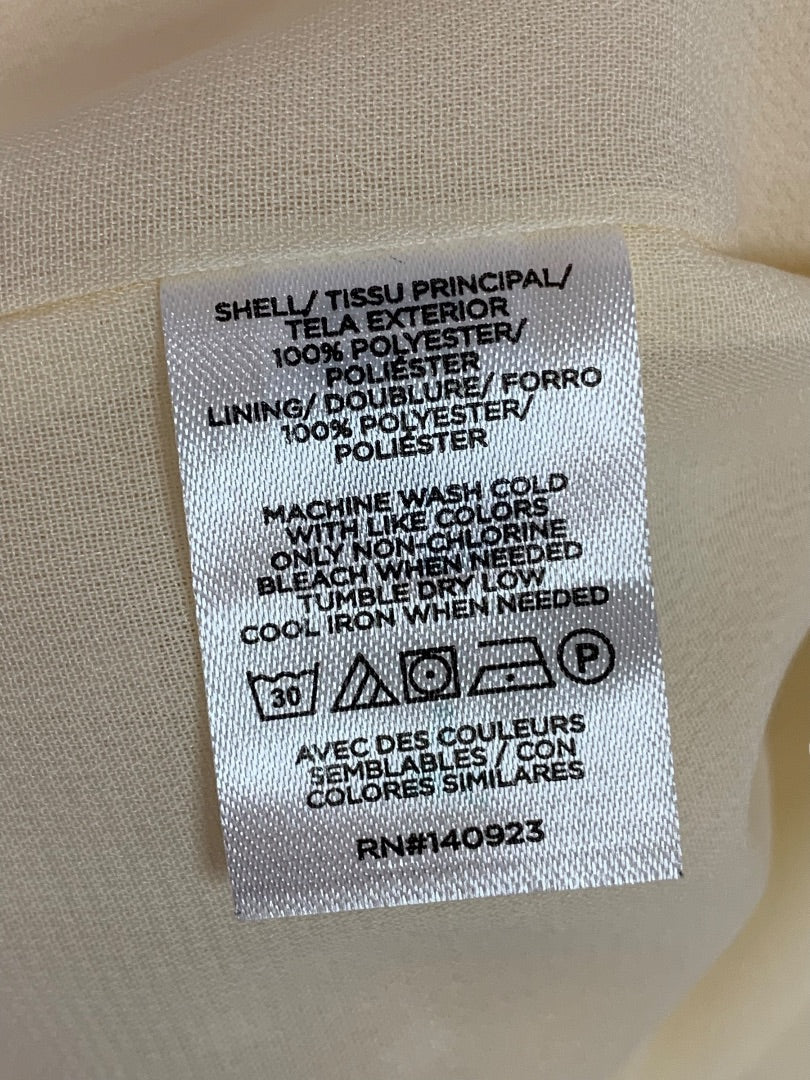 SHELL/ TISSU PRINCIPAL/
TELA EXTERIOR
100% POLYESTER/
POLIÉSTER
LINING/ DOUBLURE/ FORRO
100% POLYESTER/
POLIÉSTER
MACHINE WASH COLD
WITH LIKE COLORS
ONLY NON-CHLORINE
BLEACH WHEN NEEDED
TUMBLE DRY LOW
COOL IRON WHEN NEEDED
30 P
AVEC DES COULEURS
SEMBLABLES / CON
COLORES SIMILARES
RN#140923